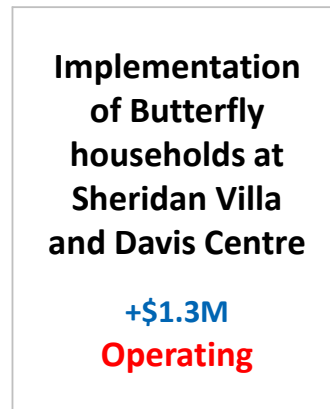 Implementation
of Butterfly
households at
Sheridan Villa
and Davis Centre
+$1.3M
Operating